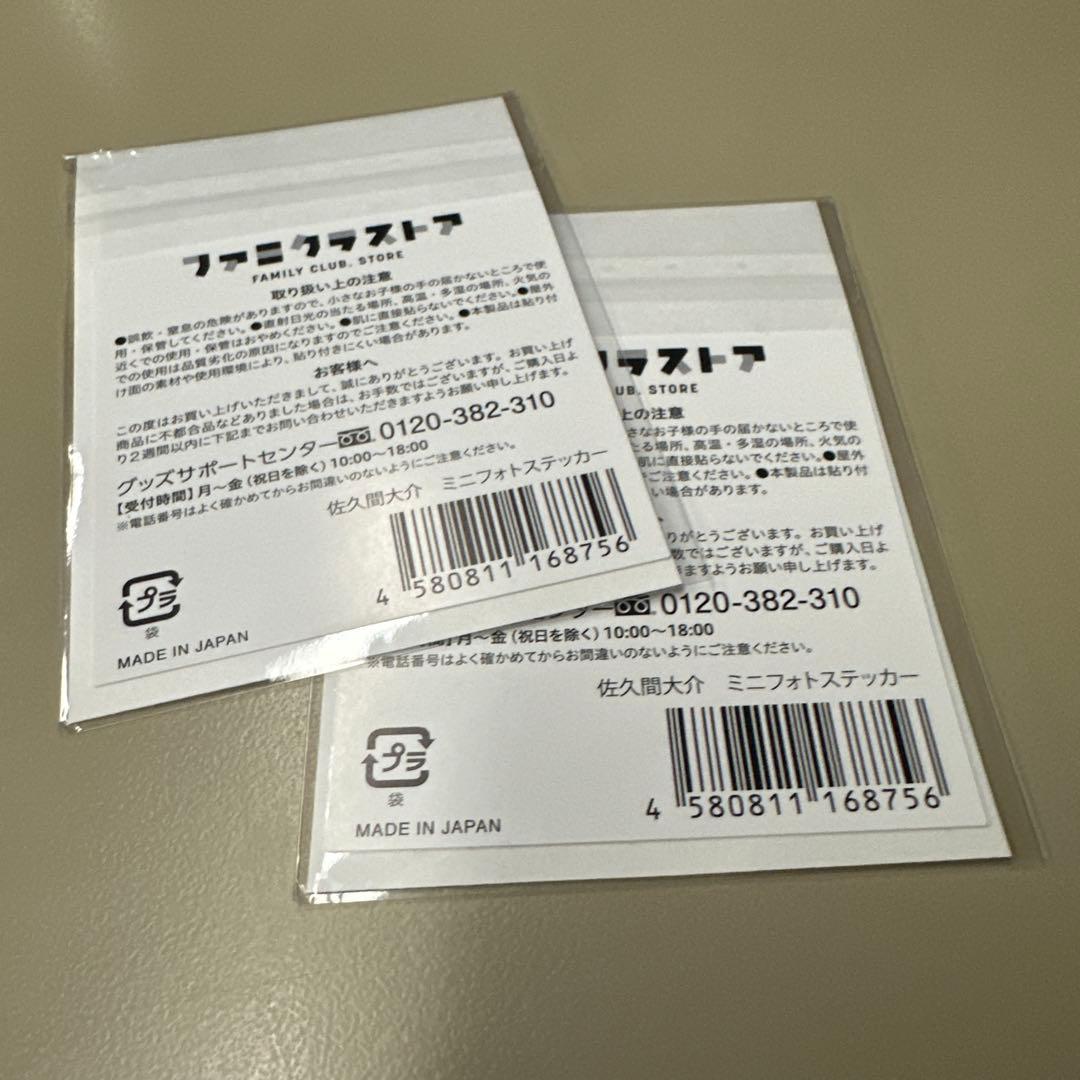 ファミクラストア
FAMILY CLUB. STORE
取り扱い上の注意
●誤飲・窒息の危険がありますので、小さなお子様の手の届かないところで使
用・保管してください。●直射日光の当たる場所、高温・多湿の場所、火気の
近くでの使用・保管はおやめください。●肌に直接貼らないでください。●屋外
での使用は品質劣化の原因になりますのでご注意ください。●本製品は貼り付
け面の素材や使用環境により、貼り付きにくい場合があります。
お客様へ
この度はお買い上げいただきまして、誠にありがとうございます。お買い上げ
商品に不都合品などありました場合は、お手数ではございますが、ご購入日よ
り2週間以内に下記までお問い合わせいただきますようお願い申し上げます。
グッズサポートセンター 0120-382-310
【受付時間】月〜金（祝日を除く）10:00〜18:00
※電話番号はよく確かめてからお間違いのないようにご注意ください。
佐久間大介 ミニフォトステッカー
4 580811 168756
プラ
袋
MADE IN JAPAN
クラストア
CLUB. STORE
上の注意
さなお子様の手の届かないところで使
たる場所、高温・多湿の場所、火気の
肌に直接貼らないでください。●屋外
ご注意ください。●本製品は貼り付
い場合があります。
りがとうございます。お買い上げ
数ではございますが、ご購入日よ
きますようお願い申し上げます。
ンター 0120-382-310
月〜金（祝日を除く）10:00〜18:00
※電話番号はよく確かめてからお間違いのないようにご注意ください。
佐久間大介 ミニフォトステッカー
4 580811 168756
プラ
袋
MADE IN JAPAN